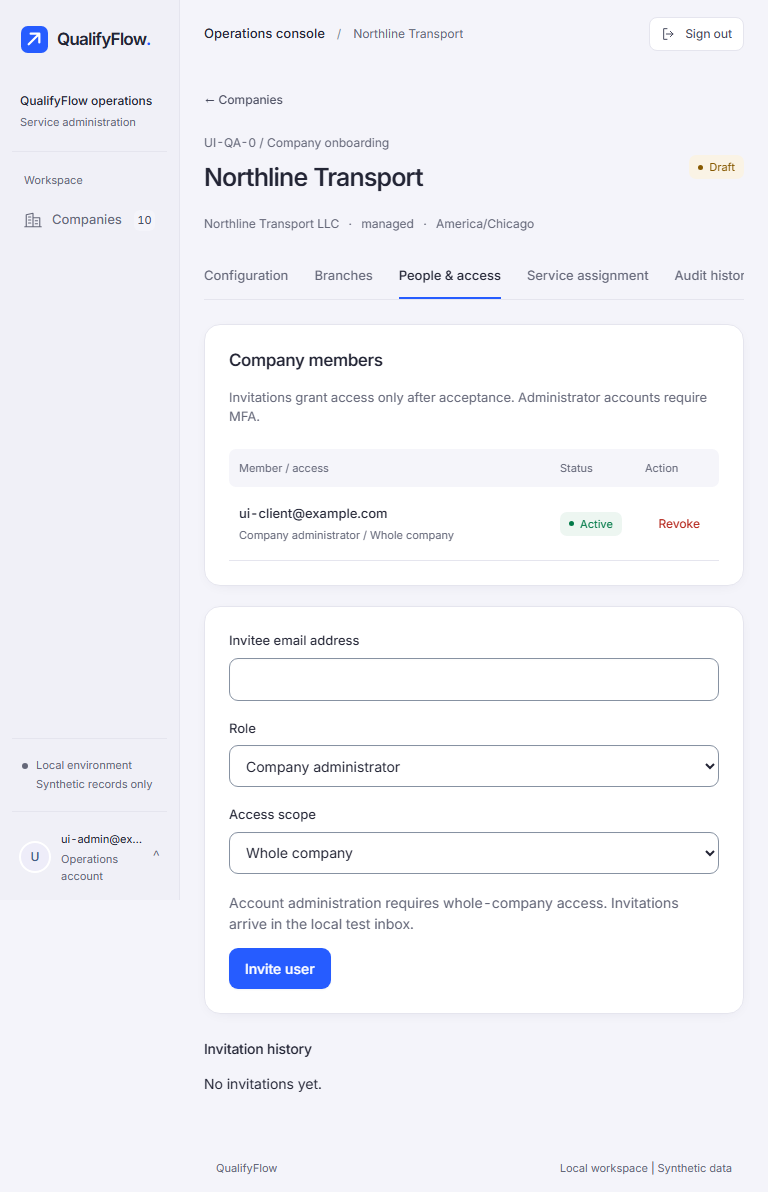 QualifyFlow.
QualifyFlow operations
Service administration
Workspace
Companies 10
Local environment
Synthetic records only
U
ui-admin@ex...
Operations
account
^
Operations console / Northline Transport
Sign out
← Companies
UI-QA-0 / Company onboarding
Northline Transport
Draft
Northline Transport LLC · managed · America/Chicago
Configuration Branches People & access Service assignment Audit histor
Company members
Invitations grant access only after acceptance. Administrator accounts require
MFA.
Member / access Status Action
ui-client@example.com
Company administrator / Whole company
Active
Revoke
Invitee email address
Role
Company administrator
Access scope
Whole company
Account administration requires whole-company access. Invitations
arrive in the local test inbox.
Invite user
Invitation history
No invitations yet.
QualifyFlow
Local workspace | Synthetic data